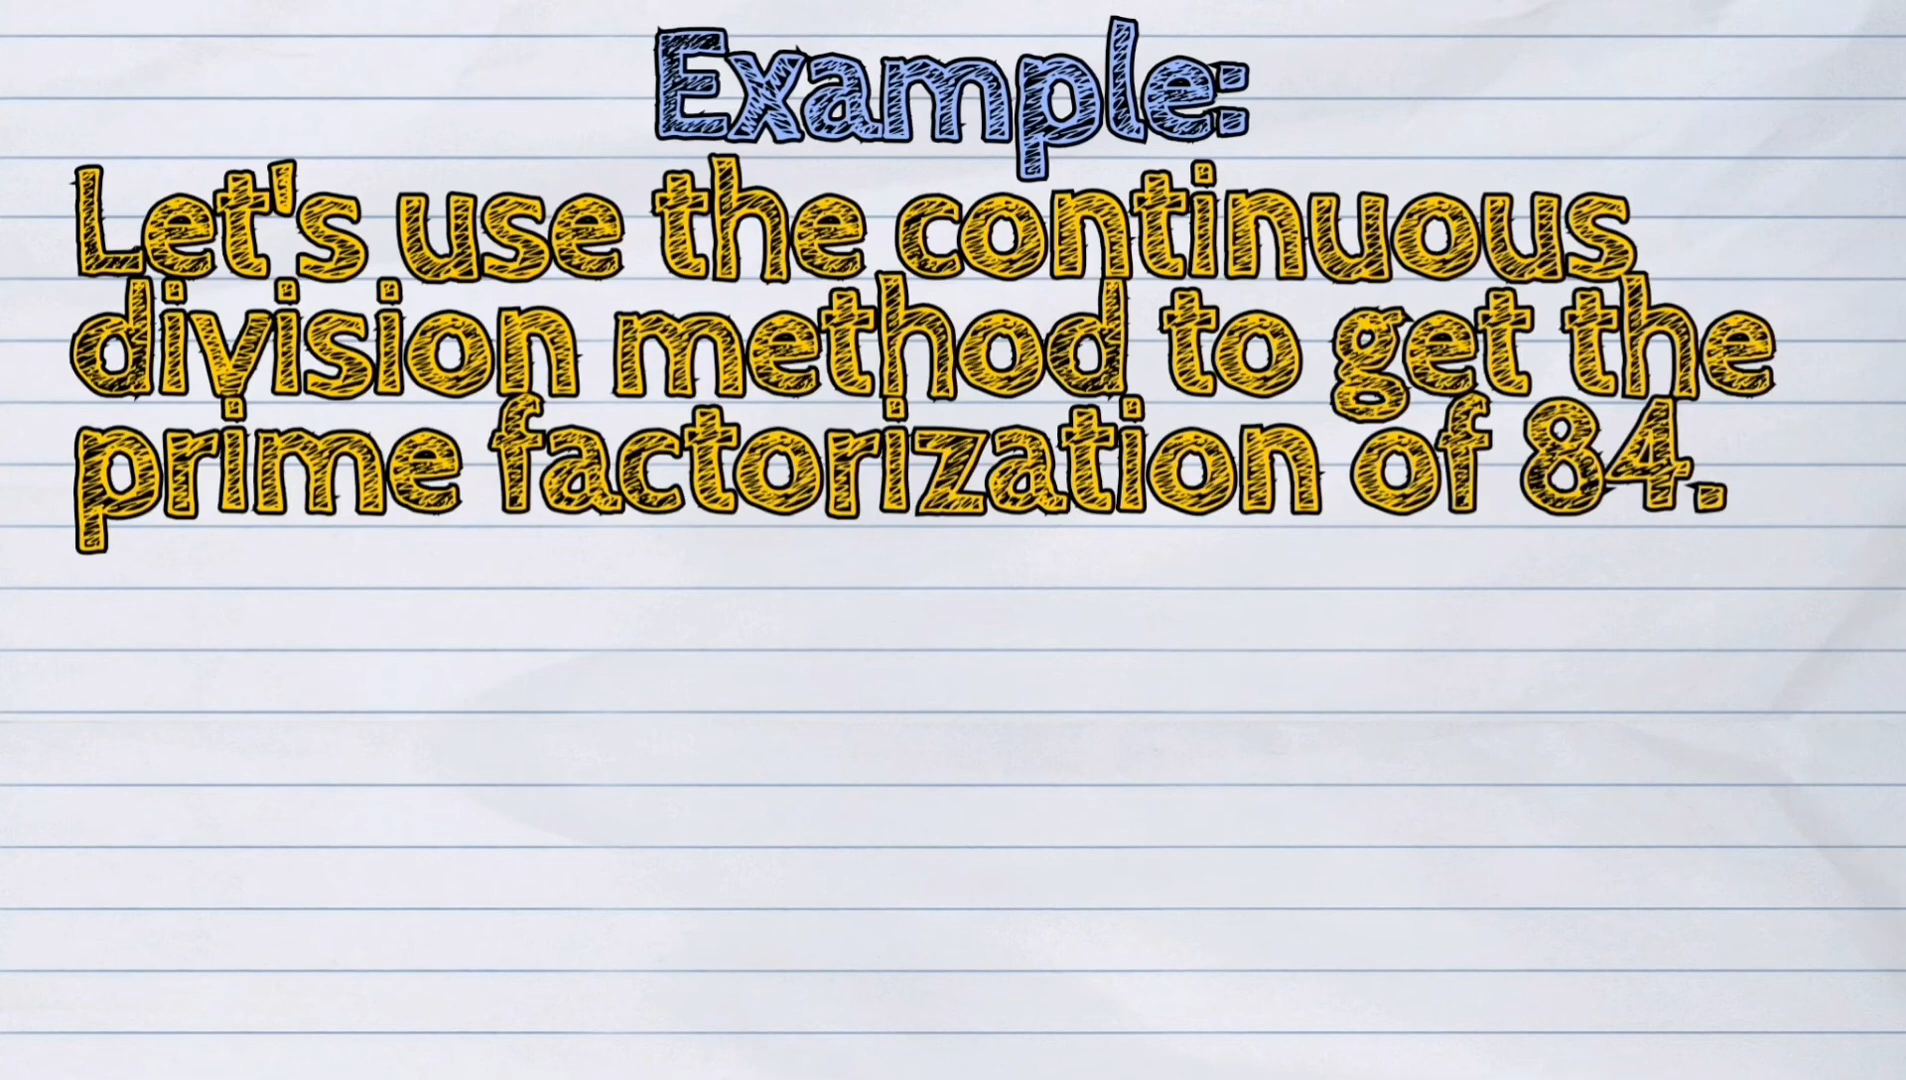 Example:
Let's use the continuous
division method to get the
prime factorization of 84.